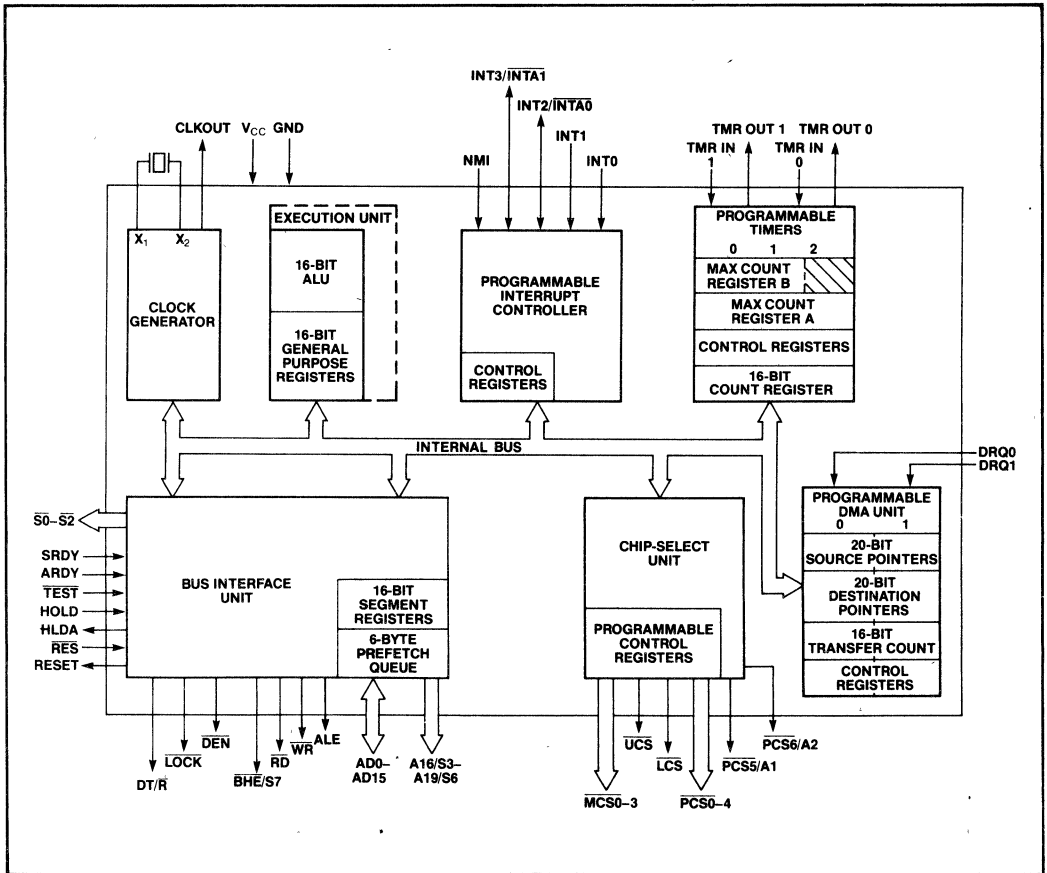 INT3/INTA1
INT2/INTA0
CLKOUT VCC GND
INT1
NMI
INT0
TMR OUT 1 TMR OUT 0
TMR IN 1
TMR IN 0
X1 X2
CLOCK
GENERATOR
EXECUTION UNIT
16-BIT
ALU
16-BIT
GENERAL
PURPOSE
REGISTERS
PROGRAMMABLE
INTERRUPT
CONTROLLER
CONTROL
REGISTERS
PROGRAMMABLE
TIMERS
0 1 2
MAX COUNT
REGISTER B
MAX COUNT
REGISTER A
CONTROL REGISTERS
16-BIT
COUNT REGISTER
INTERNAL BUS
DRQ0
DRQ1
S0–S2
SRDY
ARDY
TEST
HOLD
HLDA
RES
RESET
BUS INTERFACE
UNIT
16-BIT
SEGMENT
REGISTERS
6-BYTE
PREFETCH
QUEUE
CHIP-SELECT
UNIT
PROGRAMMABLE
CONTROL
REGISTERS
PROGRAMMABLE
DMA UNIT
0 1
20-BIT
SOURCE POINTERS
20-BIT
DESTINATION
POINTERS
16-BIT
TRANSFER COUNT
CONTROL
REGISTERS
DT/R
LOCK
DEN
BHE/S7
RD
WR
ALE
AD0–
AD15
A16/S3–
A19/S6
MCS0–3
UCS
LCS
PCS0–4
PCS5/A1
PCS6/A2